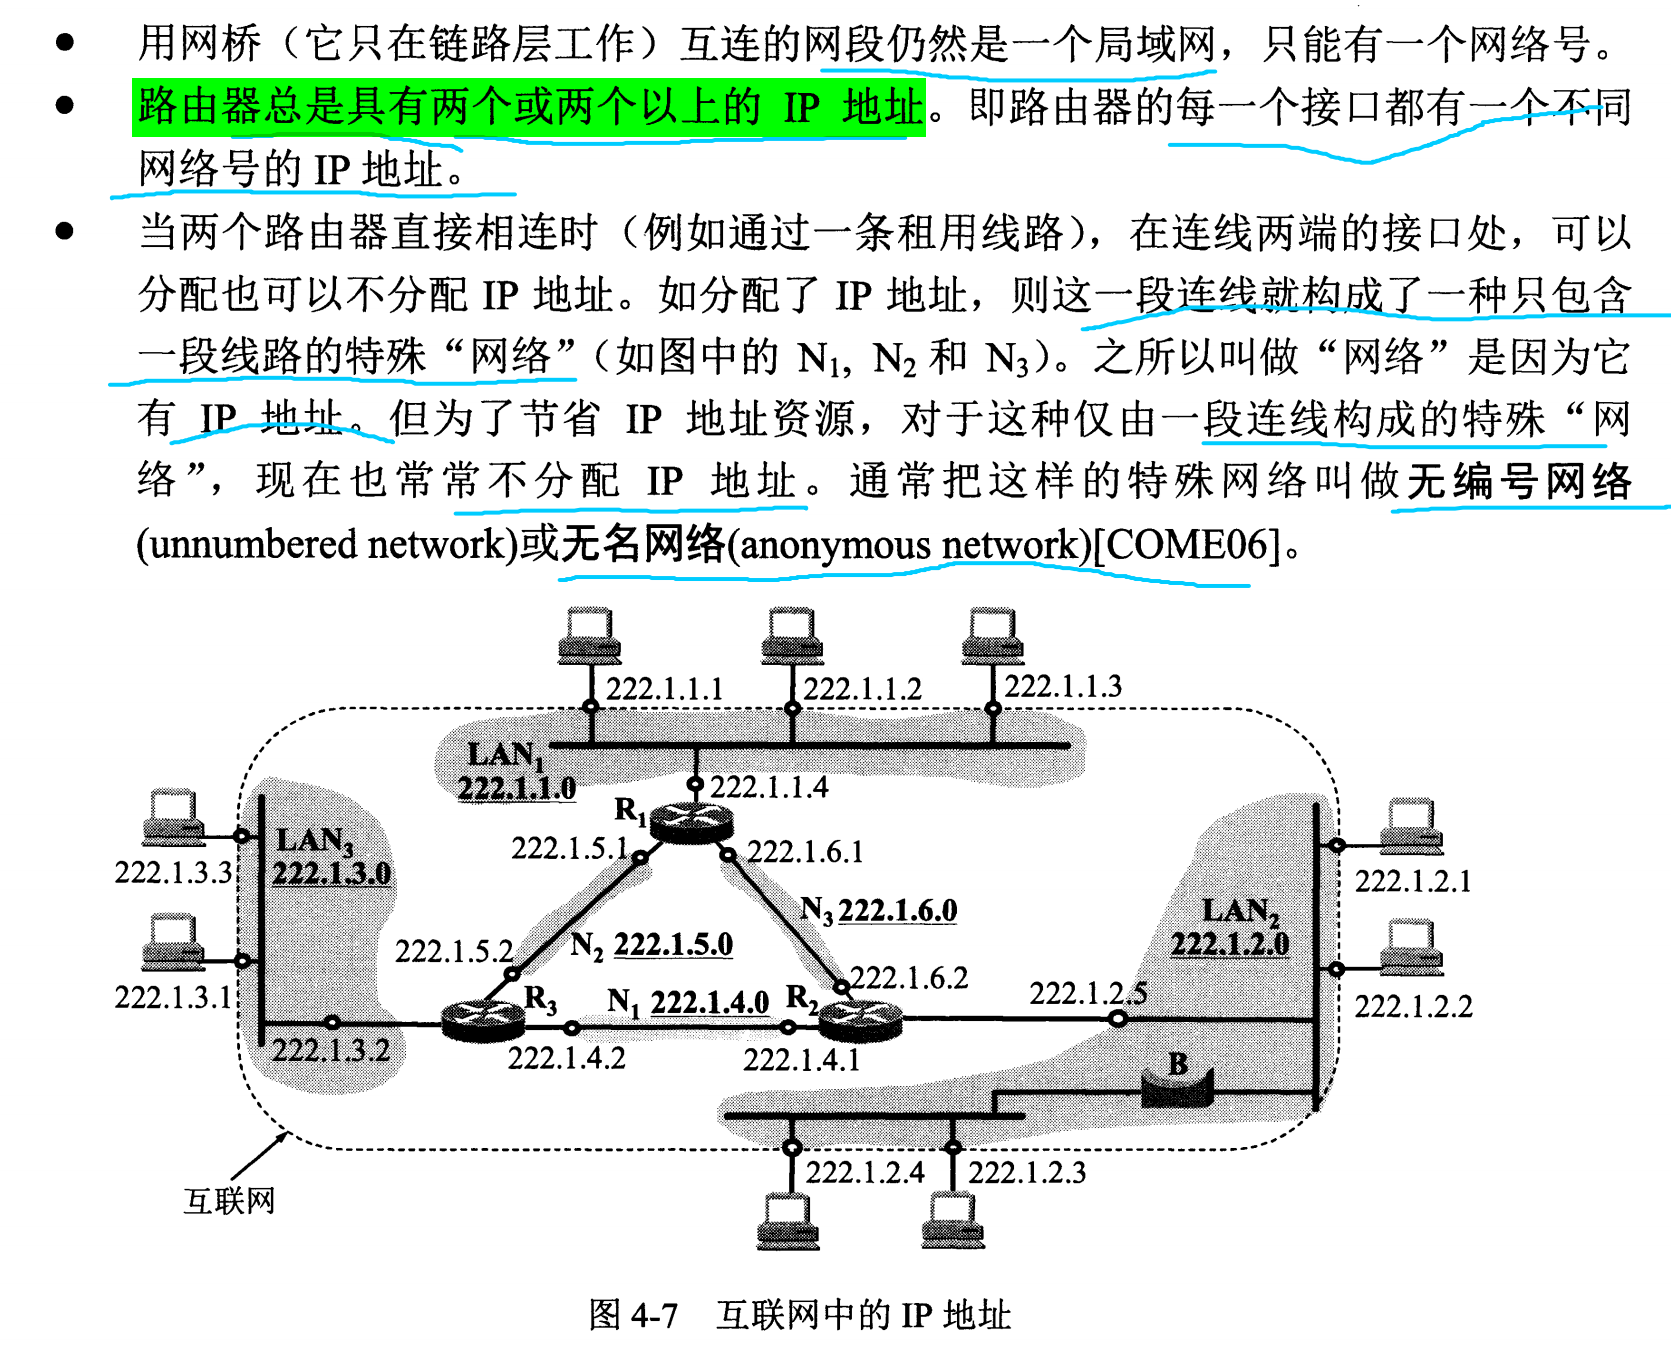 ● 用网桥（它只在链路层工作）互连的网段仍然是一个局域网，只能有一个网络号。
● 路由器总是具有两个或两个以上的 IP 地址。即路由器的每一个接口都有一个不同
网络号的 IP 地址。
● 当两个路由器直接相连时（例如通过一条租用线路），在连线两端的接口处，可以
分配也可以不分配 IP 地址。如分配了 IP 地址，则这一段连线就构成了一种只包含
一段线路的特殊“网络”（如图中的 N₁, N₂ 和 N₃）。之所以叫做“网络”是因为它
有 IP 地址。但为了节省 IP 地址资源，对于这种仅由一段连线构成的特殊“网
络”，现在也常常不分配 IP 地址。通常把这样的特殊网络叫做无编号网络
(unnumbered network)或无名网络(anonymous network)[COME06]。
222.1.1.1
222.1.1.2
222.1.1.3
LAN₁
222.1.1.0
222.1.1.4
R₁
222.1.5.1
222.1.6.1
LAN₃
222.1.3.0
222.1.3.3
222.1.2.1
N₃ 222.1.6.0
LAN₂
222.1.2.0
222.1.5.2
N₂ 222.1.5.0
222.1.6.2
222.1.3.1
R₃
N₁ 222.1.4.0
R₂
222.1.2.5
222.1.2.2
222.1.3.2
222.1.4.2
222.1.4.1
B
222.1.2.4
222.1.2.3
互联网
图 4-7 互联网中的 IP 地址